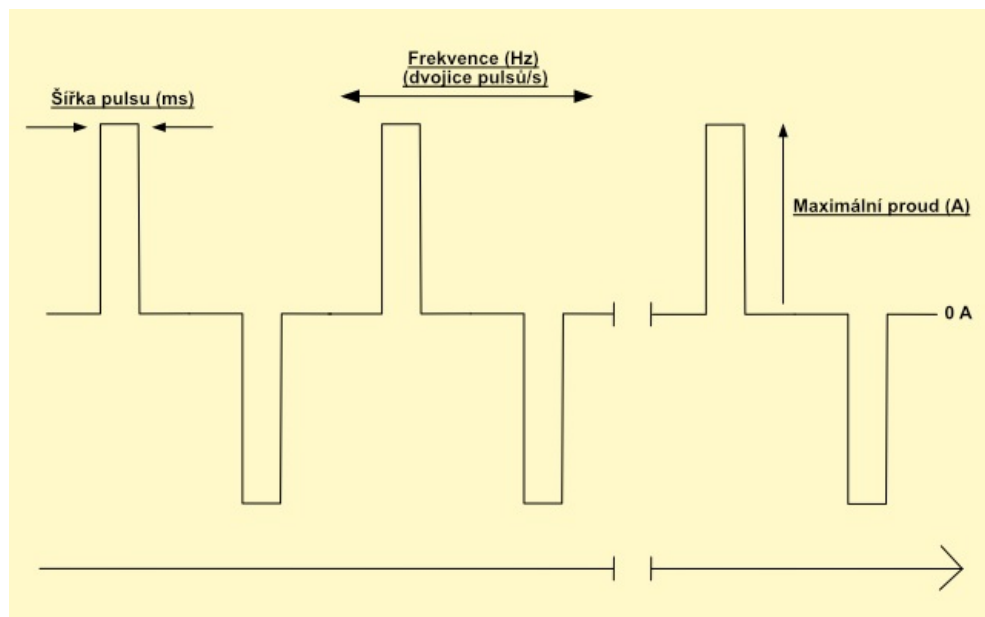 Frekvence (Hz)
(dvojice pulsů/s)
Šířka pulsu (ms)
Maximální proud (A)
0 A